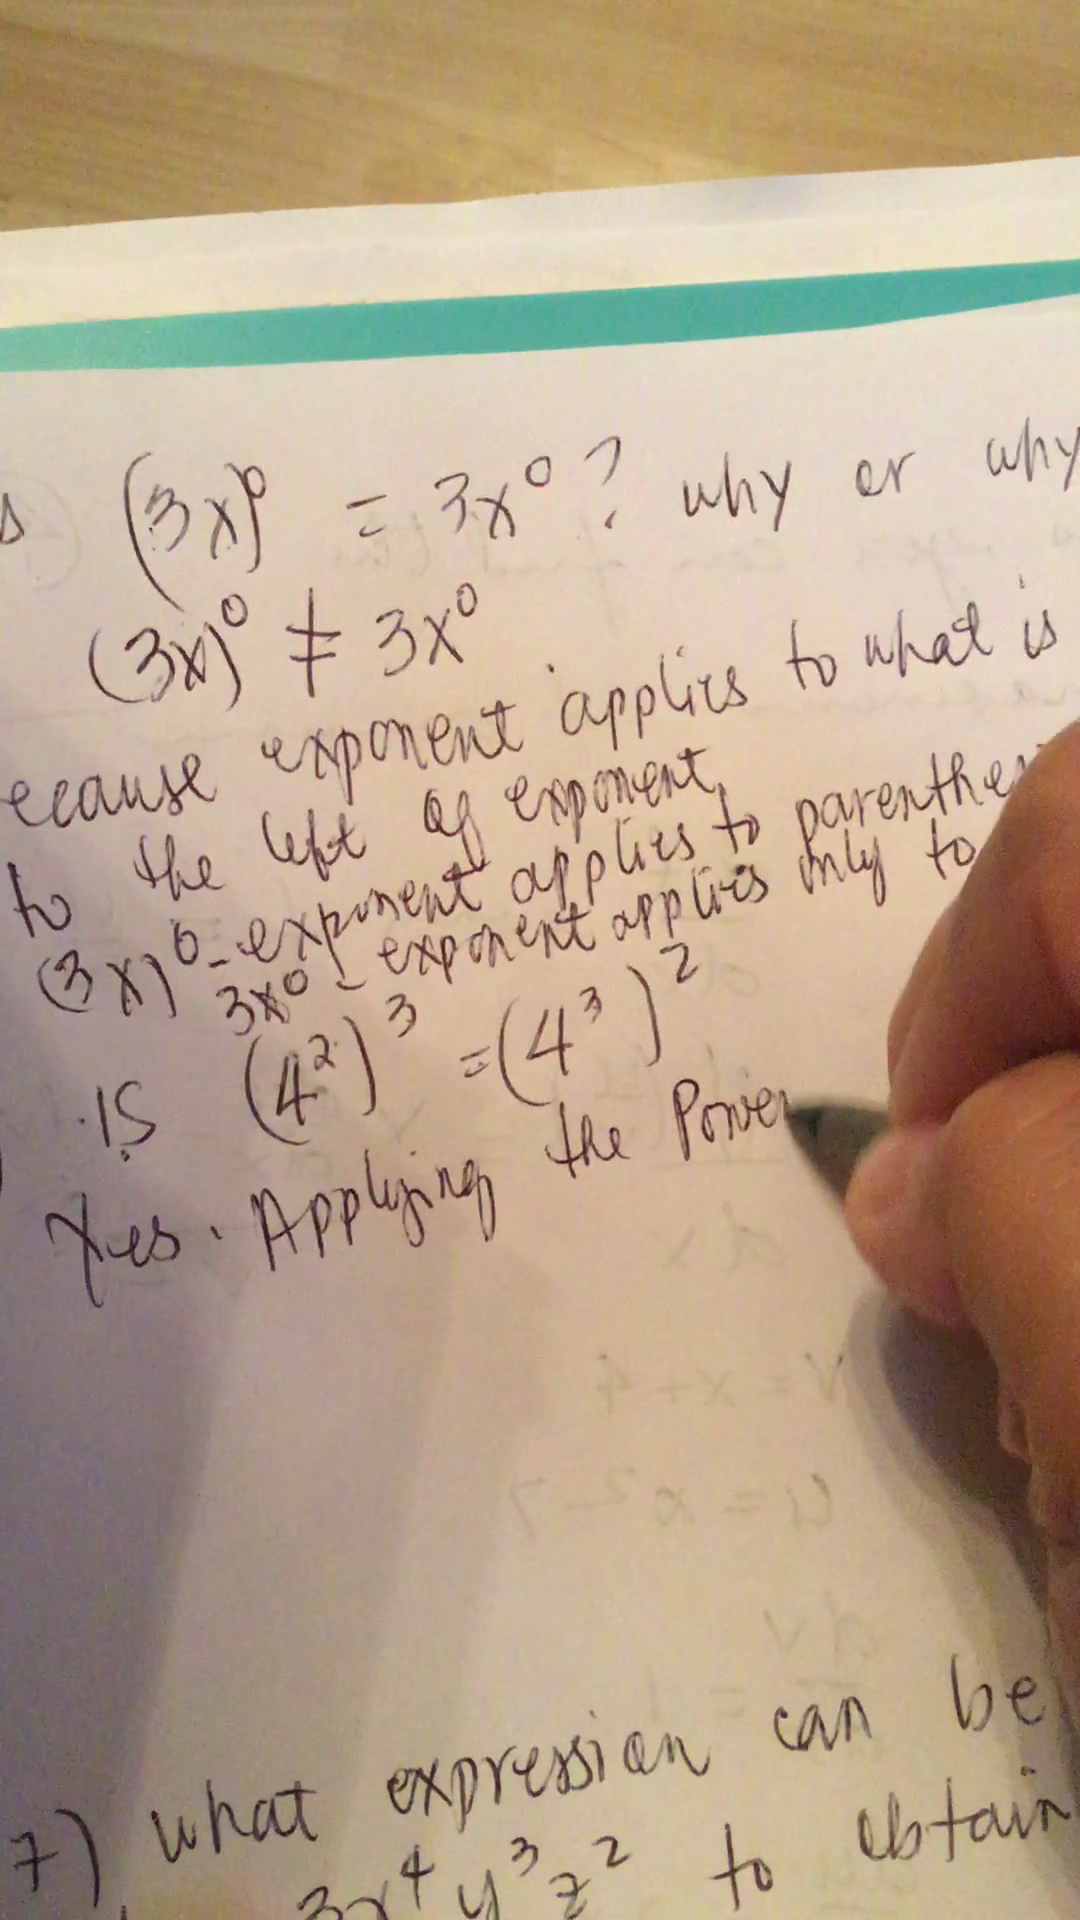 (3x)⁰ = 3x⁰? why or why
(3x)⁰ ≠ 3x⁰
ecause exponent applies to what is
to the left of exponent
(3x)⁰ - exponent applies to parenthe
3x⁰ - exponent applies only to
IS (4²)³ = (4³)²
Yes. Applying the Power
7) what expression can be
3x⁴y³z² to obtain